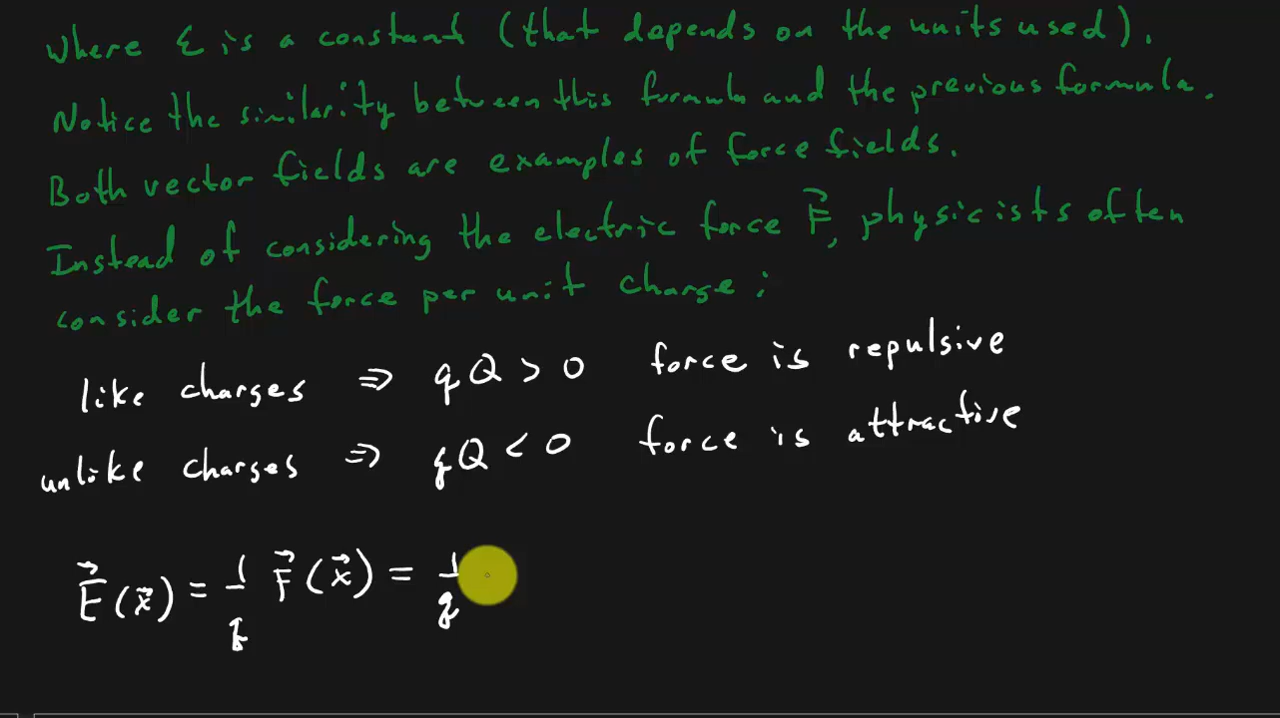 where ε is a constant (that depends on the units used).
Notice the similarity between this formula and the previous formula.
Both vector fields are examples of force fields.
Instead of considering the electric force F⃗, physicists often
consider the force per unit charge:
like charges ⇒ qQ > 0 force is repulsive
unlike charges ⇒ qQ < 0 force is attractive
E⃗(x⃗) = 1/q F⃗(x⃗) = 1/q